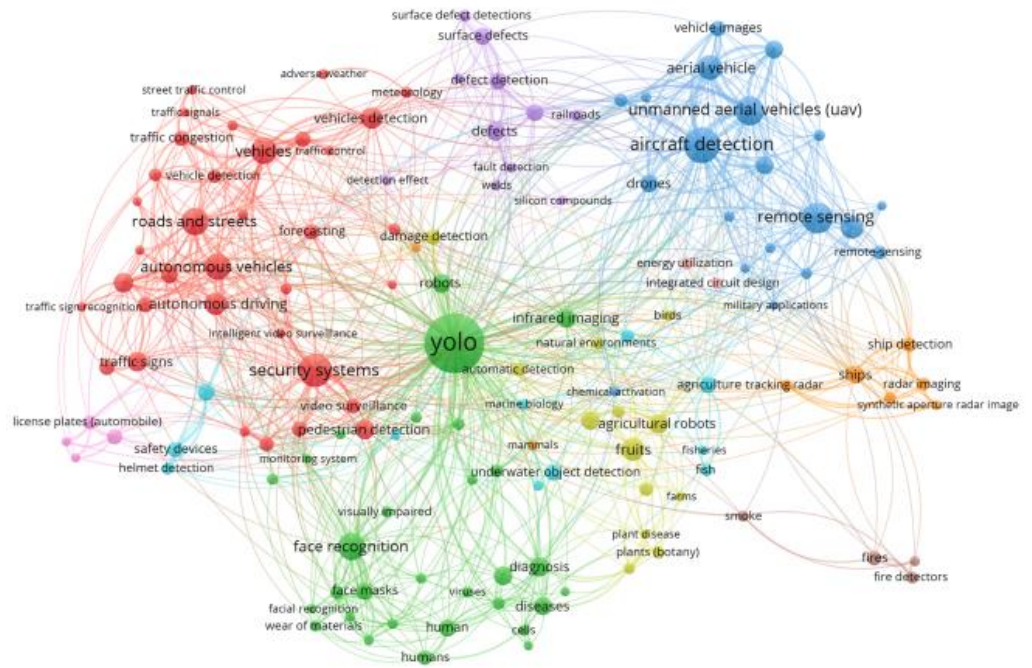 surface defect detections
surface defects
vehicle images
adverse weather
aerial vehicle
street traffic control
meteorology
defect detection
traffic signals
vehicles detection
railroads
unmanned aerial vehicles (uav)
traffic congestion
defects
vehicles
traffic control
aircraft detection
vehicle detection
detection effect
fault detection
welds
drones
silicon compounds
roads and streets
forecasting
damage detection
remote sensing
remote-sensing
autonomous vehicles
robots
energy utilization
integrated circuit design
traffic sign recognition
autonomous driving
military applications
intelligent video surveillance
infrared imaging
birds
yolo
natural environments
ship detection
traffic signs
security systems
automatic detection
ships
chemical activation
agriculture
tracking radar
radar imaging
marine biology
synthetic aperture radar image
video surveillance
license plates (automobile)
pedestrian detection
agricultural robots
safety devices
monitoring system
mammals
fruits
fisheries
helmet detection
underwater object detection
fish
farms
visually impaired
smoke
face recognition
plant disease
plants (botany)
fires
diagnosis
fire detectors
face masks
viruses
facial recognition
diseases
wear of materials
human
cells
humans